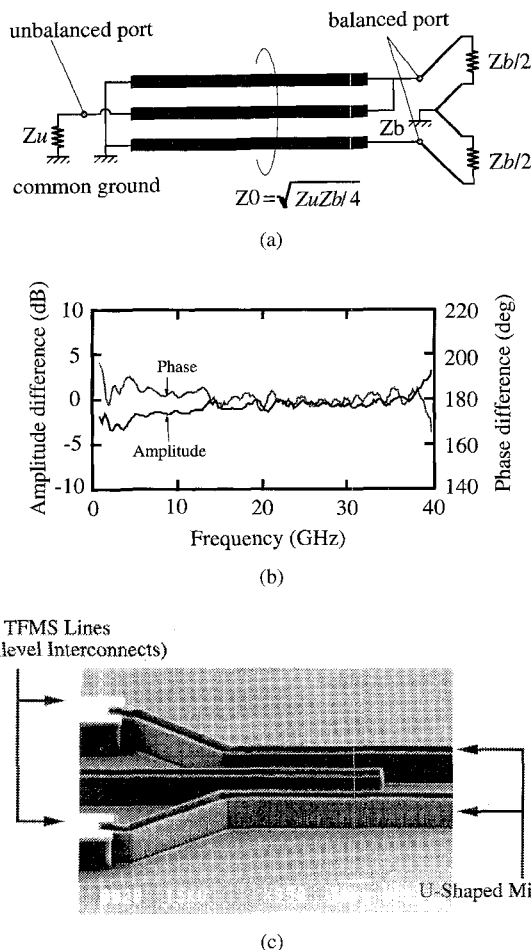 unbalanced port
balanced port
Zu
Zb
Zb/2
Zb/2
common ground
Z0=√ZuZb/4
(a)
Amplitude difference (dB)
10
5
0
-5
-10
Phase
Amplitude
220
200
180
160
140
Phase difference (deg)
0
10
20
30
40
Frequency (GHz)
(b)
TFMS Lines
level Interconnects)
U-Shaped Mi
(c)